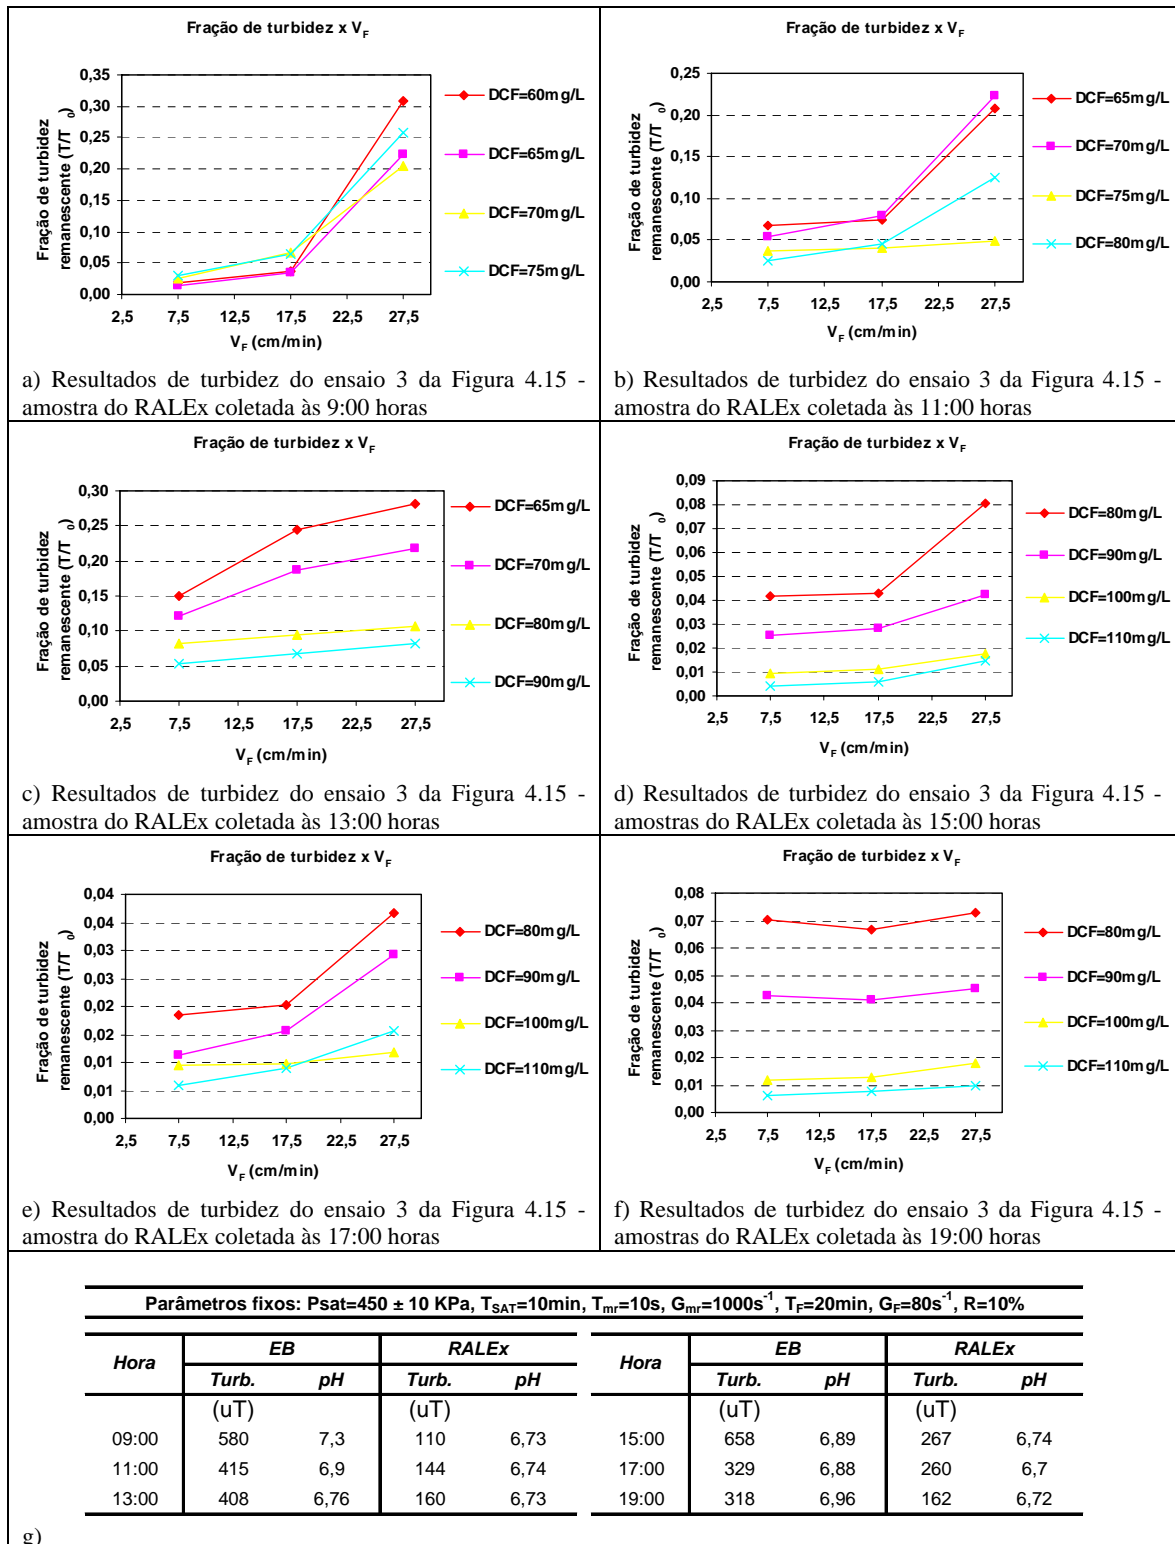 Fração de turbidez x VF
Fração de turbidez
remanescente (T/T 0)
0,35
0,30
0,25
0,20
0,15
0,10
0,05
0,00
2,5 7,5 12,5 17,5 22,5 27,5
VF (cm/min)
DCF=60mg/L
DCF=65mg/L
DCF=70mg/L
DCF=75mg/L
a) Resultados de turbidez do ensaio 3 da Figura 4.15 -
amostra do RALEx coletada às 9:00 horas
Fração de turbidez x VF
Fração de turbidez
remanescente (T/T 0)
0,25
0,20
0,15
0,10
0,05
0,00
2,5 7,5 12,5 17,5 22,5 27,5
VF (cm/min)
DCF=65mg/L
DCF=70mg/L
DCF=75mg/L
DCF=80mg/L
b) Resultados de turbidez do ensaio 3 da Figura 4.15 -
amostra do RALEx coletada às 11:00 horas
Fração de turbidez x VF
Fração de turbidez
remanescente (T/T 0)
0,30
0,25
0,20
0,15
0,10
0,05
0,00
2,5 7,5 12,5 17,5 22,5 27,5
VF (cm/min)
DCF=65mg/L
DCF=70mg/L
DCF=80mg/L
DCF=90mg/L
c) Resultados de turbidez do ensaio 3 da Figura 4.15 -
amostra do RALEx coletada às 13:00 horas
Fração de turbidez x VF
Fração de turbidez
remanescente (T/T 0)
0,09
0,08
0,07
0,06
0,05
0,04
0,03
0,02
0,01
0,00
2,5 7,5 12,5 17,5 22,5 27,5
VF (cm/min)
DCF=80mg/L
DCF=90mg/L
DCF=100mg/L
DCF=110mg/L
d) Resultados de turbidez do ensaio 3 da Figura 4.15 -
amostras do RALEx coletada às 15:00 horas
Fração de turbidez x VF
Fração de turbidez
remanescente (T/T 0)
0,04
0,04
0,03
0,03
0,02
0,02
0,01
0,01
0,00
2,5 7,5 12,5 17,5 22,5 27,5
VF (cm/min)
DCF=80mg/L
DCF=90mg/L
DCF=100mg/L
DCF=110mg/L
e) Resultados de turbidez do ensaio 3 da Figura 4.15 -
amostra do RALEx coletada às 17:00 horas
Fração de turbidez x VF
Fração de turbidez
remanescente (T/T 0)
0,08
0,07
0,06
0,05
0,04
0,03
0,02
0,01
0,00
2,5 7,5 12,5 17,5 22,5 27,5
VF (cm/min)
DCF=80mg/L
DCF=90mg/L
DCF=100mg/L
DCF=110mg/L
f) Resultados de turbidez do ensaio 3 da Figura 4.15 -
amostras do RALEx coletada às 19:00 horas
Parâmetros fixos: Psat=450 ± 10 KPa, TSAT=10min, Tmr=10s, Gmr=1000s-1, TF=20min, GF=80s-1, R=10%
Hora EB RALEx Hora EB RALEx
Turb. pH Turb. pH Turb. pH Turb. pH
(uT) (uT) (uT) (uT)
09:00 580 7,3 110 6,73 15:00 658 6,89 267 6,74
11:00 415 6,9 144 6,74 17:00 329 6,88 260 6,7
13:00 408 6,76 160 6,73 19:00 318 6,96 162 6,72
g)